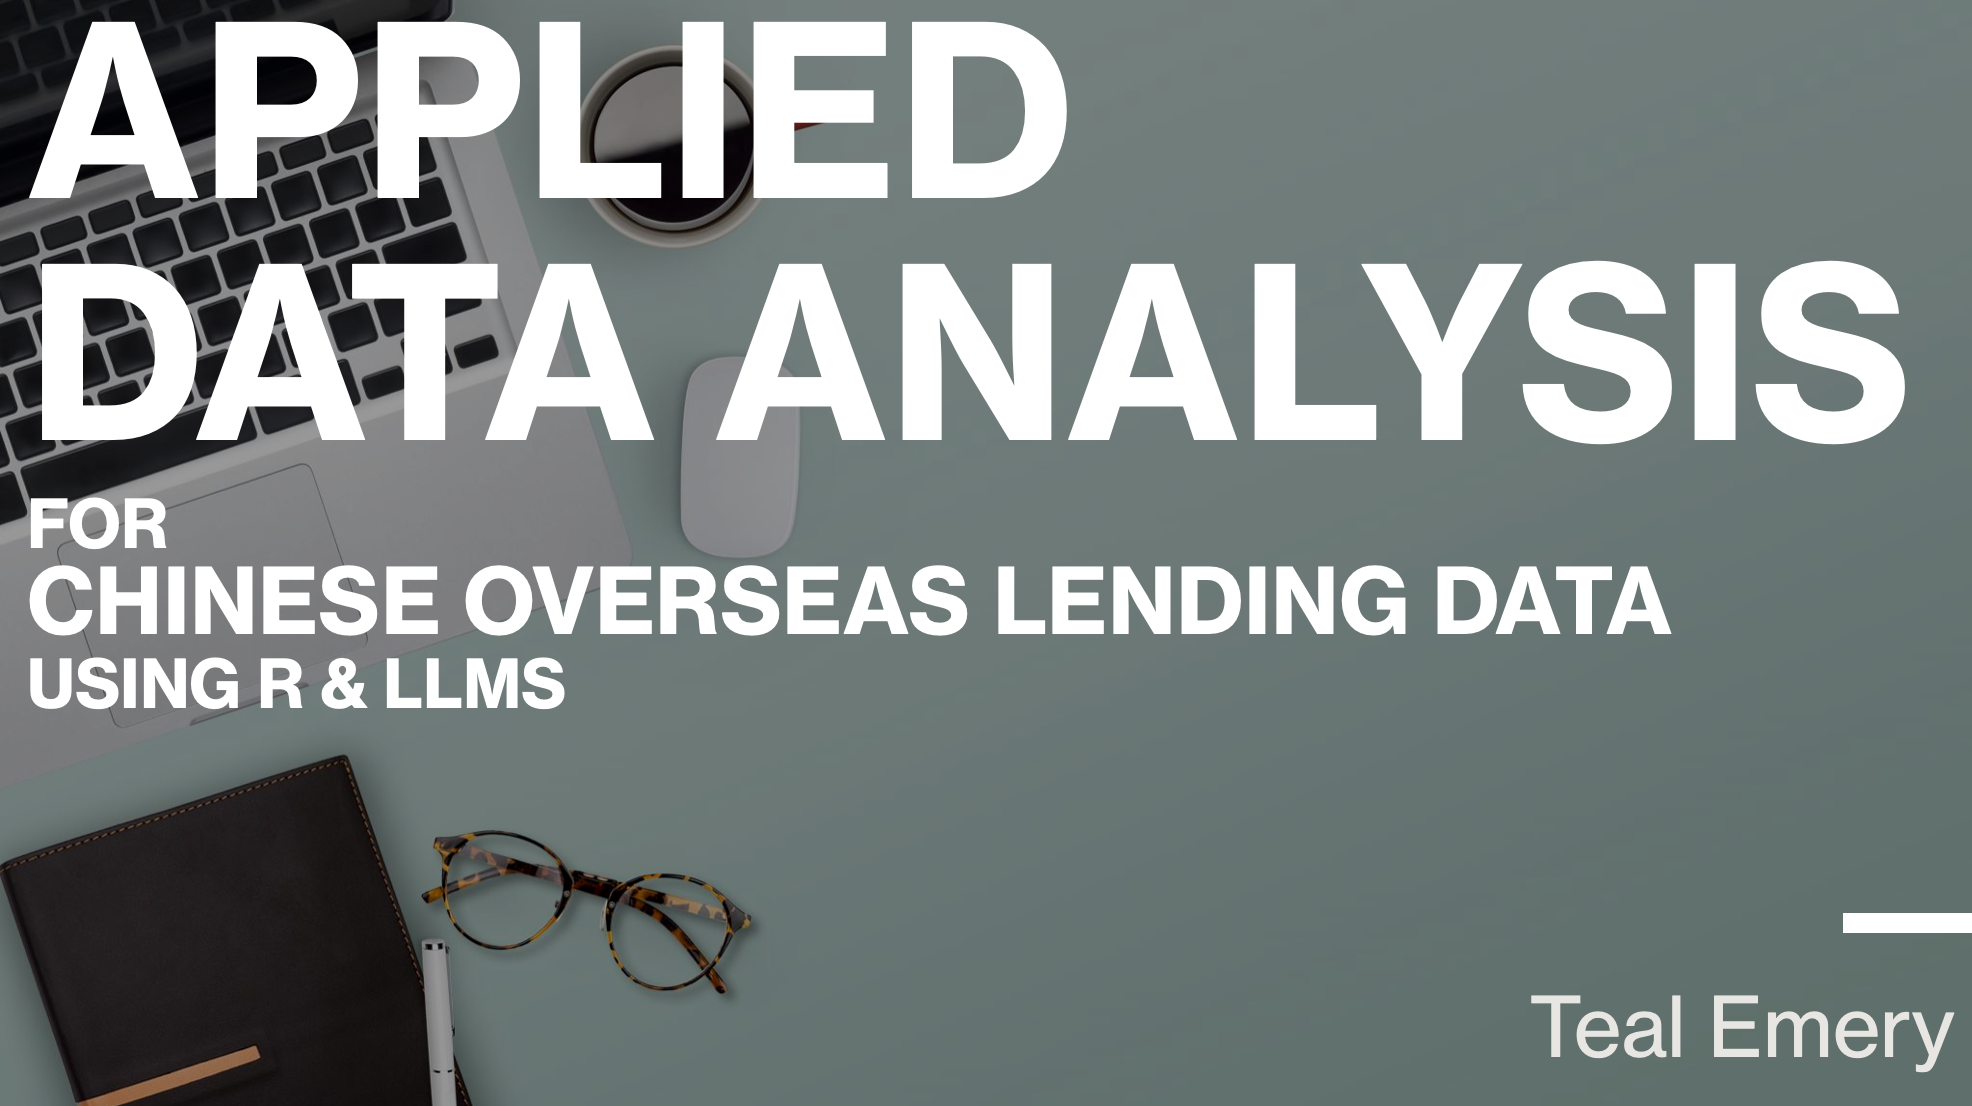 APPLIED
DATA ANALYSIS
FOR
CHINESE OVERSEAS LENDING DATA
USING R & LLMS
Teal Emery